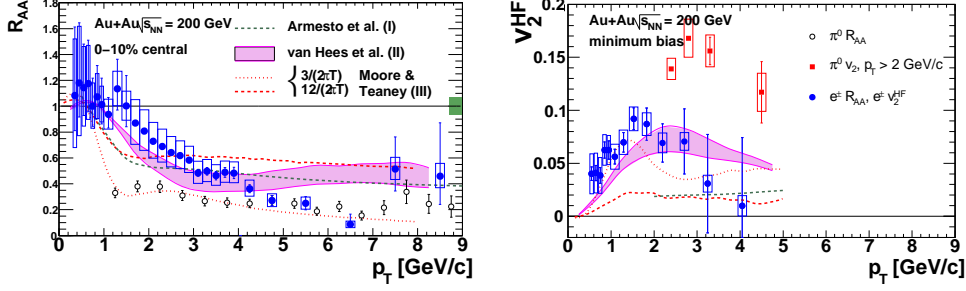 Au+Au√s_NN = 200 GeV
0-10% central
Armesto et al. (I)
van Hees et al. (II)
3/(2πT) Moore &
12/(2πT) Teaney (III)
R_AA
1.8
1.6
1.4
1.2
1
0.8
0.6
0.4
0.2
0
0 1 2 3 4 5 6 7 8 9
p_T [GeV/c]
Au+Au√s_NN = 200 GeV
minimum bias
v_2^HF
0.2
0.15
0.1
0.05
0
0 1 2 3 4 5 6 7 8 9
p_T [GeV/c]
π⁰ R_AA
π⁰ v_2, p_T > 2 GeV/c
e± R_AA, e± v_2^HF